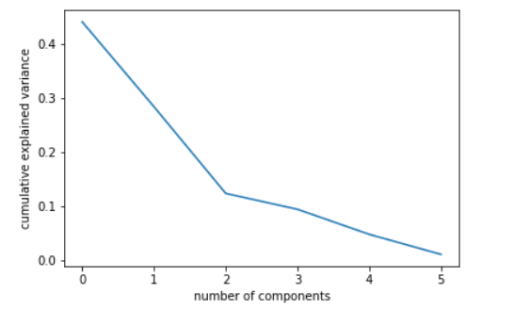 0.4
0.3
0.2
0.1
0.0
cumulative explained variance
0 1 2 3 4 5
number of components